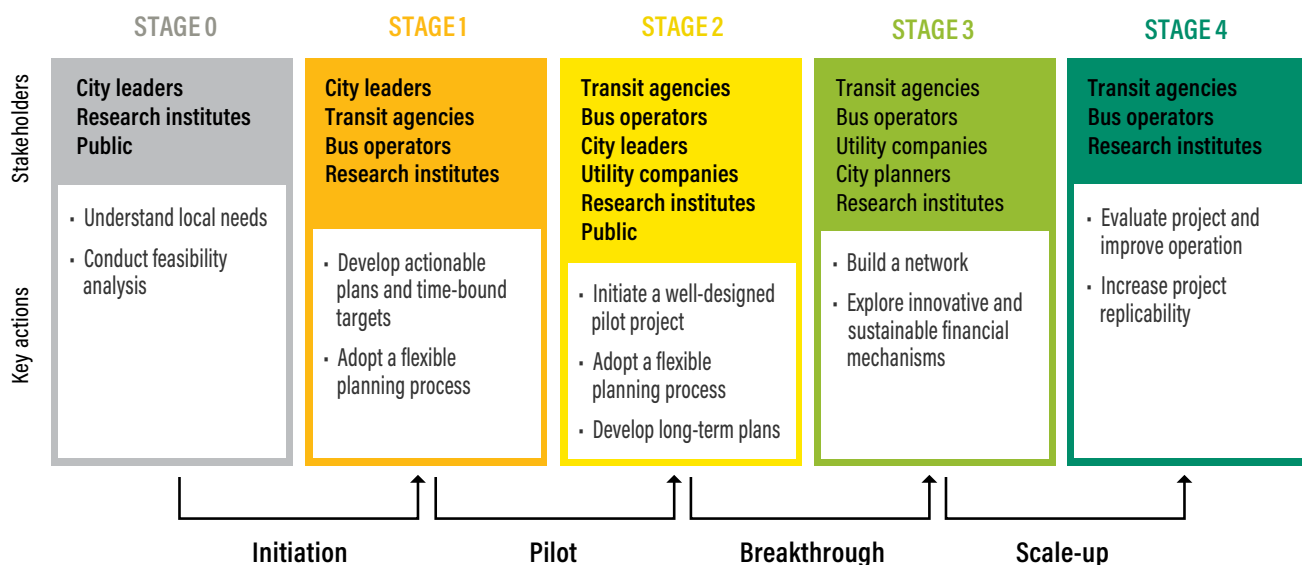 STAGE 0
STAGE 1
STAGE 2
STAGE 3
STAGE 4
Stakeholders
City leaders
Research institutes
Public
City leaders
Transit agencies
Bus operators
Research institutes
Transit agencies
Bus operators
City leaders
Utility companies
Research institutes
Public
Transit agencies
Bus operators
Utility companies
City planners
Research institutes
Transit agencies
Bus operators
Research institutes
Key actions
· Understand local needs
· Conduct feasibility
analysis
· Develop actionable
plans and time-bound
targets
· Adopt a flexible
planning process
· Initiate a well-designed
pilot project
· Adopt a flexible
planning process
· Develop long-term plans
· Build a network
· Explore innovative and
sustainable financial
mechanisms
· Evaluate project and
improve operation
· Increase project
replicability
Initiation
Pilot
Breakthrough
Scale-up